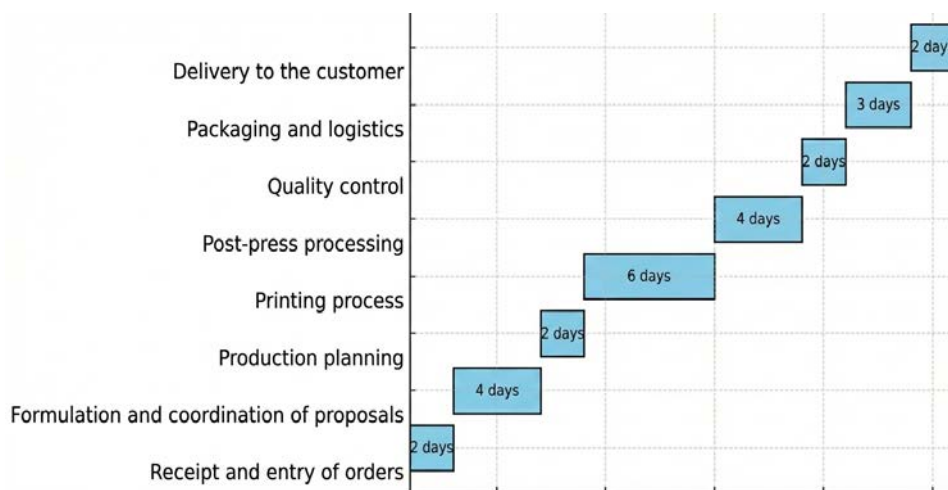 2 days
Delivery to the customer
3 days
Packaging and logistics
2 days
Quality control
4 days
Post-press processing
6 days
Printing process
2 days
Production planning
4 days
Formulation and coordination of proposals
2 days
Receipt and entry of orders